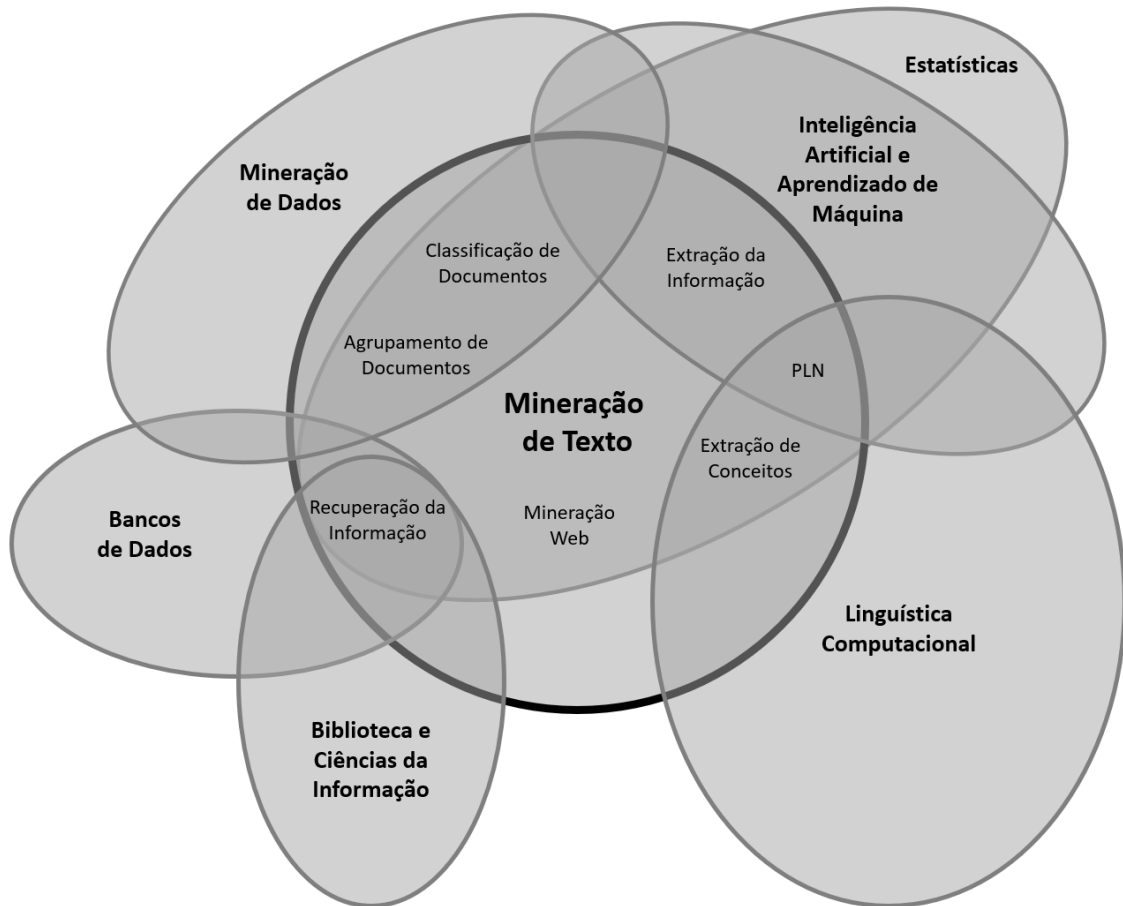 Estatísticas
Inteligência
Artificial e
Aprendizado de
Máquina
Mineração
de Dados
Classificação de
Documentos
Extração da
Informação
Agrupamento de
Documentos
PLN
Mineração
de Texto
Extração de
Conceitos
Recuperação da
Informação
Mineração
Web
Bancos
de Dados
Linguística
Computacional
Biblioteca e
Ciências da
Informação